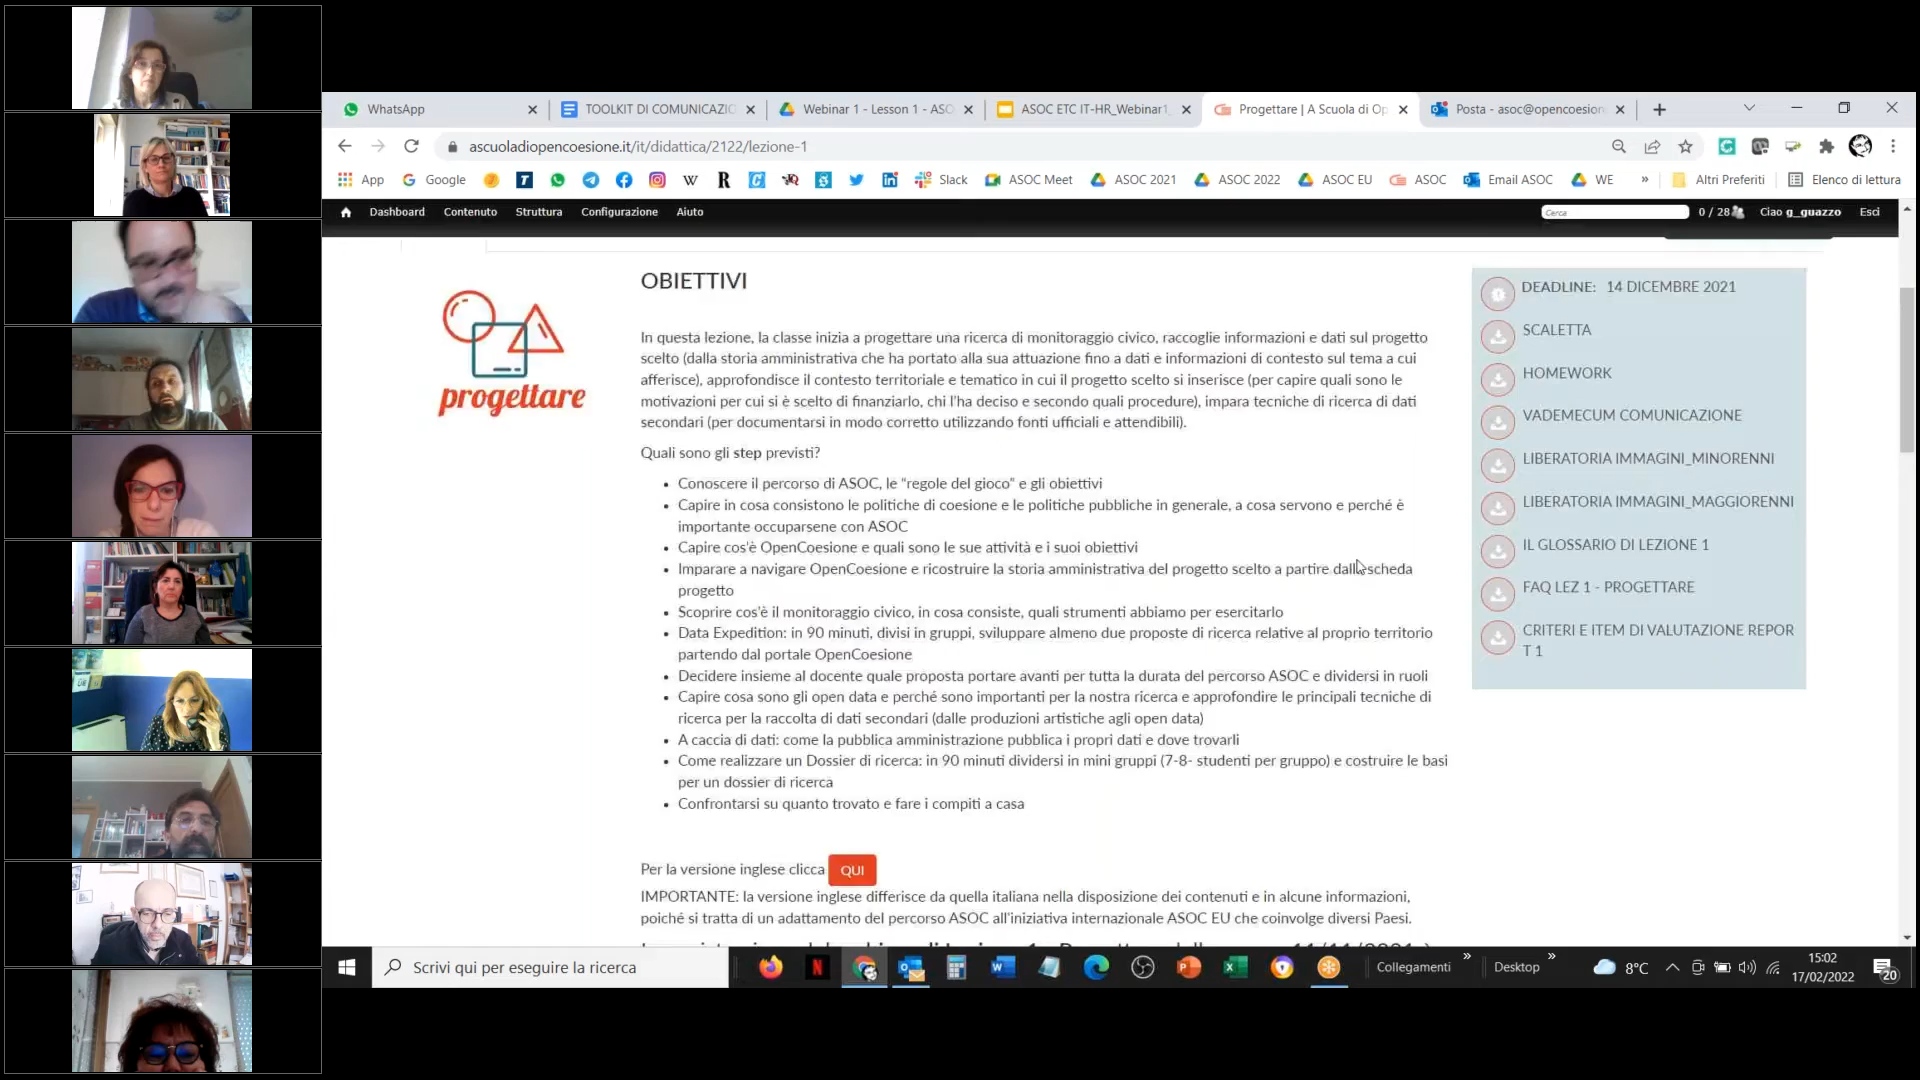 WhatsApp
TOOLKIT DI COMUNICAZIO
Webinar 1 - Lesson 1 - ASO
ASOC ETC IT-HR_Webinar1_
Progettare | A Scuola di Op
Posta - asoc@opencoesion
ascuoladiopencoesione.it/it/didattica/2122/lezione-1
App
Google
Slack
ASOC Meet
ASOC 2021
ASOC 2022
ASOC EU
ASOC
Email ASOC
WE
»
Altri Preferiti
Elenco di lettura
Dashboard
Contenuto
Struttura
Configurazione
Aiuto
Cerca
0 / 28
Ciao g_guazzo
Esci
progettare
OBIETTIVI
In questa lezione, la classe inizia a progettare una ricerca di monitoraggio civico, raccoglie informazioni e dati sul progetto
scelto (dalla storia amministrativa che ha portato alla sua attuazione fino a dati e informazioni di contesto sul tema a cui
afferisce), approfondisce il contesto territoriale e tematico in cui il progetto scelto si inserisce (per capire quali sono le
motivazioni per cui si è scelto di finanziarlo, chi l'ha deciso e secondo quali procedure), impara tecniche di ricerca di dati
secondari (per documentarsi in modo corretto utilizzando fonti ufficiali e attendibili).
Quali sono gli step previsti?
• Conoscere il percorso di ASOC, le “regole del gioco” e gli obiettivi
• Capire in cosa consistono le politiche di coesione e le politiche pubbliche in generale, a cosa servono e perché è
importante occuparsene con ASOC
• Capire cos'è OpenCoesione e quali sono le sue attività e i suoi obiettivi
• Imparare a navigare OpenCoesione e ricostruire la storia amministrativa del progetto scelto a partire dalla scheda
progetto
• Scoprire cos'è il monitoraggio civico, in cosa consiste, quali strumenti abbiamo per esercitarlo
• Data Expedition: in 90 minuti, divisi in gruppi, sviluppare almeno due proposte di ricerca relative al proprio territorio
partendo dal portale OpenCoesione
• Decidere insieme al docente quale proposta portare avanti per tutta la durata del percorso ASOC e dividersi in ruoli
• Capire cosa sono gli open data e perché sono importanti per la nostra ricerca e approfondire le principali tecniche di
ricerca per la raccolta di dati secondari (dalle produzioni artistiche agli open data)
• A caccia di dati: come la pubblica amministrazione pubblica i propri dati e dove trovarli
• Come realizzare un Dossier di ricerca: in 90 minuti dividersi in mini gruppi (7-8- studenti per gruppo) e costruire le basi
per un dossier di ricerca
• Confrontarsi su quanto trovato e fare i compiti a casa
Per la versione inglese clicca QUI
IMPORTANTE: la versione inglese differisce da quella italiana nella disposizione dei contenuti e in alcune informazioni,
poiché si tratta di un adattamento del percorso ASOC all'iniziativa internazionale ASOC EU che coinvolge diversi Paesi.
DEADLINE: 14 DICEMBRE 2021
SCALETTA
HOMEWORK
VADEMECUM COMUNICAZIONE
LIBERATORIA IMMAGINI_MINORENNI
LIBERATORIA IMMAGINI_MAGGIORENNI
IL GLOSSARIO DI LEZIONE 1
FAQ LEZ 1 - PROGETTARE
CRITERI E ITEM DI VALUTAZIONE REPOR
T 1
Scrivi qui per eseguire la ricerca
Collegamenti
»
Desktop
»
8°C
15:02
17/02/2022
20